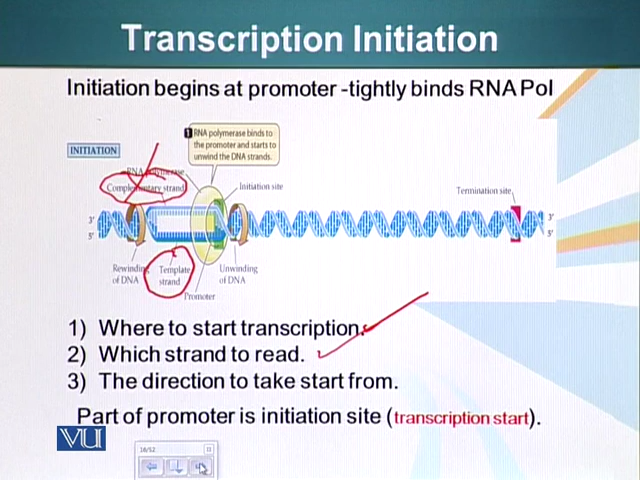 Transcription Initiation
Initiation begins at promoter -tightly binds RNA Pol
INITIATION
1 RNA polymerase binds to
the promoter and starts to
unwind the DNA strands.
RNA polymerase
Complementary strand
Initiation site
Termination site
3'
5'
3'
5'
Rewinding
of DNA
Template
strand
Unwinding
of DNA
Promoter
1) Where to start transcription.
2) Which strand to read.
3) The direction to take start from.
Part of promoter is initiation site (transcription start).
VU
16/52